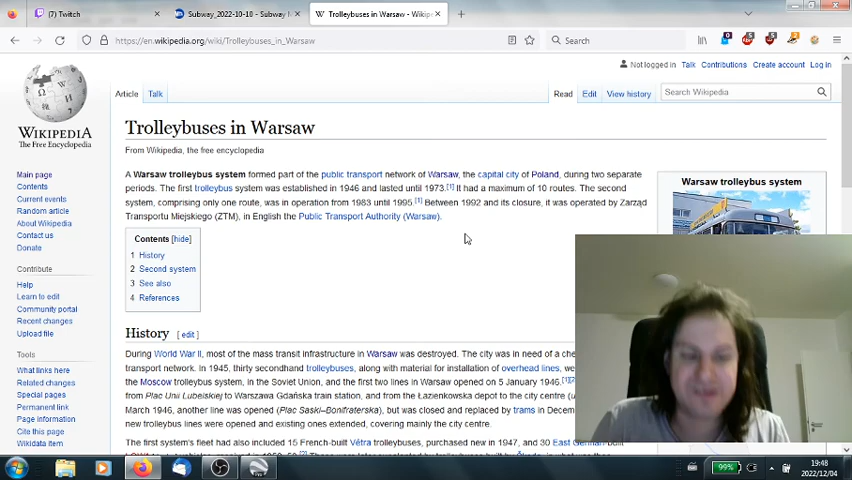 (7) Twitch
Subway_2022-10-10 - Subway
Trolleybuses in Warsaw - Wikipe
https://en.wikipedia.org/wiki/Trolleybuses_in_Warsaw
Search
Not logged in Talk Contributions Create account Log in
Article Talk
Read Edit View history
Search Wikipedia
WIKIPEDIA
The Free Encyclopedia
Main page
Contents
Current events
Random article
About Wikipedia
Contact us
Donate
Contribute
Help
Learn to edit
Community portal
Recent changes
Upload file
Tools
What links here
Related changes
Special pages
Permanent link
Page information
Cite this page
Wikidata item
Trolleybuses in Warsaw
From Wikipedia, the free encyclopedia
A Warsaw trolleybus system formed part of the public transport network of Warsaw, the capital city of Poland, during two separate
periods. The first trolleybus system was established in 1946 and lasted until 1973.[1] It had a maximum of 10 routes. The second
system, comprising only one route, was in operation from 1983 until 1995.[1] Between 1992 and its closure, it was operated by Zarząd
Transportu Miejskiego (ZTM), in English the Public Transport Authority (Warsaw).
Warsaw trolleybus system
Contents [hide]
1 History
2 Second system
3 See also
4 References
History [ edit ]
During World War II, most of the mass transit infrastructure in Warsaw was destroyed. The city was in need of a
transport network. In 1945, thirty secondhand trolleybuses, along with material for installation of overhead lines,
the Moscow trolleybus system, in the Soviet Union, and the first two lines in Warsaw opened on 5 January 1946.[1]
from Plac Unii Lubelskiej to Warszawa Gdańska train station, and from the Łazienkowska depot to the city centre
March 1946, another line was opened (Plac Saski–Bonifraterska), but was closed and replaced by trams in
new trolleybus lines were opened and existing ones extended, covering mainly the city centre.
The first system's fleet had also included 15 French-built Vétra trolleybuses, purchased new in 1947, and 30 East German-built
99%
19:48
2022/12/04